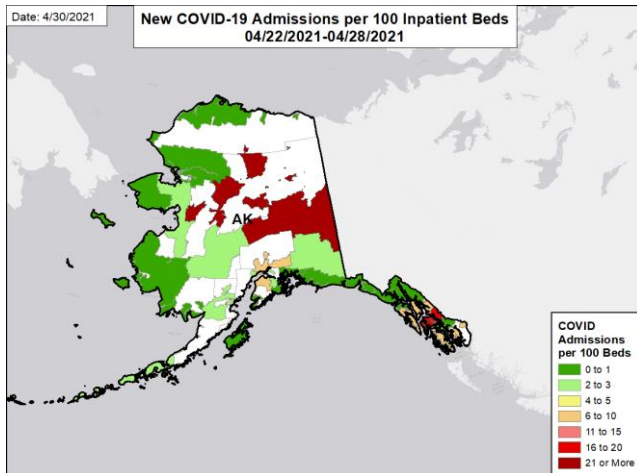 Date: 4/30/2021
New COVID-19 Admissions per 100 Inpatient Beds
04/22/2021-04/28/2021
AK
COVID
Admissions
per 100 Beds
0 to 1
2 to 3
4 to 5
6 to 10
11 to 15
16 to 20
21 or More